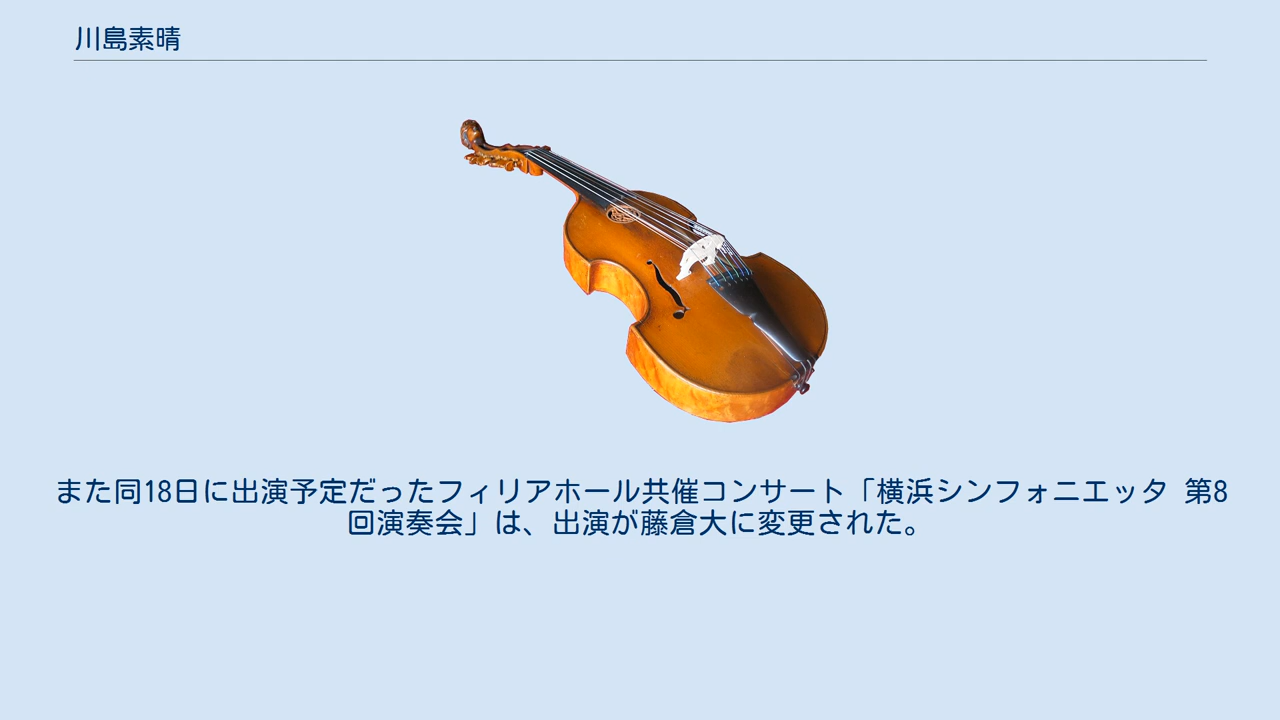 川島素晴
また同18日に出演予定だったフィリアホール共催コンサート「横浜シンフォニエッタ 第8
回演奏会」は、出演が藤倉大に変更された。